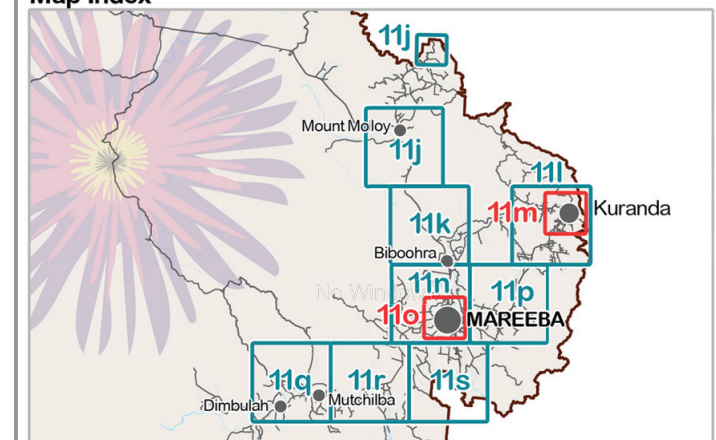 Map Index
11j
Mount Molloy
11j
11l
11m
Kuranda
11k
Biboohra
11n
11p
11o
MAREEBA
11q
11r
11s
Mutchilba
Dimbulah